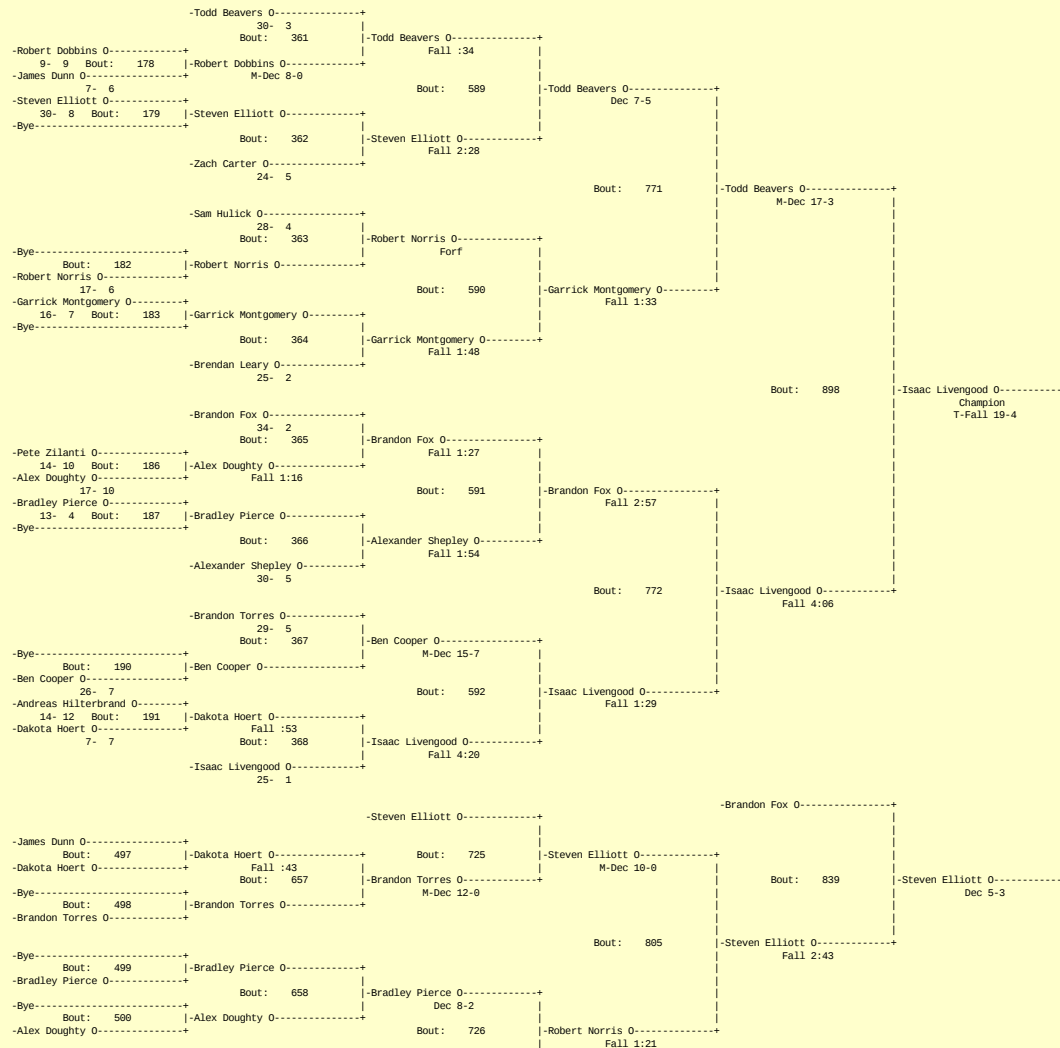 -Todd Beavers O--------------+
30- 3 |
Bout: 361 |-Todd Beavers O--------------+
-Robert Dobbins O------------+ | Fall :34 |
9- 9 Bout: 178 |-Robert Dobbins O------------+ |
-James Dunn O----------------+ M-Dec 8-0 |
7- 6 Bout: 589 |-Todd Beavers O--------------+
-Steven Elliott O------------+ | Dec 7-5 |
30- 8 Bout: 179 |-Steven Elliott O------------+ | |
-Bye-------------------------+ | | |
Bout: 362 |-Steven Elliott O------------+ |
| Fall 2:28 |
-Zach Carter O---------------+ |
24- 5 |
Bout: 771 |-Todd Beavers O--------------+
| M-Dec 17-3 |
-Sam Hulick O----------------+ | |
28- 4 | | |
Bout: 363 |-Robert Norris O-------------+ | |
-Bye-------------------------+ | Forf | | |
Bout: 182 |-Robert Norris O-------------+ | | |
-Robert Norris O-------------+ | | |
17- 6 Bout: 590 |-Garrick Montgomery O--------+ |
-Garrick Montgomery O--------+ | Fall 1:33 |
16- 7 Bout: 183 |-Garrick Montgomery O--------+ | |
-Bye-------------------------+ | | |
Bout: 364 |-Garrick Montgomery O--------+ |
| Fall 1:48 |
-Brendan Leary O-------------+ |
25- 2 |
Bout: 898 |-Isaac Livengood O-----------
| Champion
-Brandon Fox O---------------+ | T-Fall 19-4
34- 2 | |
Bout: 365 |-Brandon Fox O---------------+ |
-Pete Zilanti O--------------+ | Fall 1:27 | |
14- 10 Bout: 186 |-Alex Doughty O--------------+ | |
-Alex Doughty O--------------+ Fall 1:16 | |
17- 10 Bout: 591 |-Brandon Fox O---------------+ |
-Bradley Pierce O------------+ | Fall 2:57 | |
13- 4 Bout: 187 |-Bradley Pierce O------------+ | | |
-Bye-------------------------+ | | | |
Bout: 366 |-Alexander Shepley O---------+ | |
| Fall 1:54 | |
-Alexander Shepley O---------+ | |
30- 5 | |
Bout: 772 |-Isaac Livengood O-----------+
| Fall 4:06
-Brandon Torres O------------+ |
29- 5 | |
Bout: 367 |-Ben Cooper O----------------+ |
-Bye-------------------------+ | M-Dec 15-7 | |
Bout: 190 |-Ben Cooper O----------------+ | |
-Ben Cooper O----------------+ | |
26- 7 Bout: 592 |-Isaac Livengood O-----------+
-Andreas Hilterbrand O-------+ | Fall 1:29
14- 12 Bout: 191 |-Dakota Hoert O--------------+ |
-Dakota Hoert O--------------+ Fall :53 | |
7- 7 Bout: 368 |-Isaac Livengood O-----------+
| Fall 4:20
-Isaac Livengood O-----------+
25- 1
-Brandon Fox O---------------+
-Steven Elliott O------------+ |
| |
-James Dunn O----------------+ | |
Bout: 497 |-Dakota Hoert O--------------+ Bout: 725 |-Steven Elliott O------------+ |
-Dakota Hoert O--------------+ Fall :43 | | M-Dec 10-0 | |
Bout: 657 |-Brandon Torres O------------+ | Bout: 839 |-Steven Elliott O------------
-Bye-------------------------+ | M-Dec 12-0 | | Dec 5-3
Bout: 498 |-Brandon Torres O------------+ | |
-Brandon Torres O------------+ | |
Bout: 805 |-Steven Elliott O------------+
-Bye-------------------------+ | Fall 2:43
Bout: 499 |-Bradley Pierce O------------+ |
-Bradley Pierce O------------+ | |
Bout: 658 |-Bradley Pierce O------------+ |
-Bye-------------------------+ | Dec 8-2 | |
Bout: 500 |-Alex Doughty O--------------+ | |
-Alex Doughty O--------------+ Bout: 726 |-Robert Norris O-------------+
| Fall 1:21